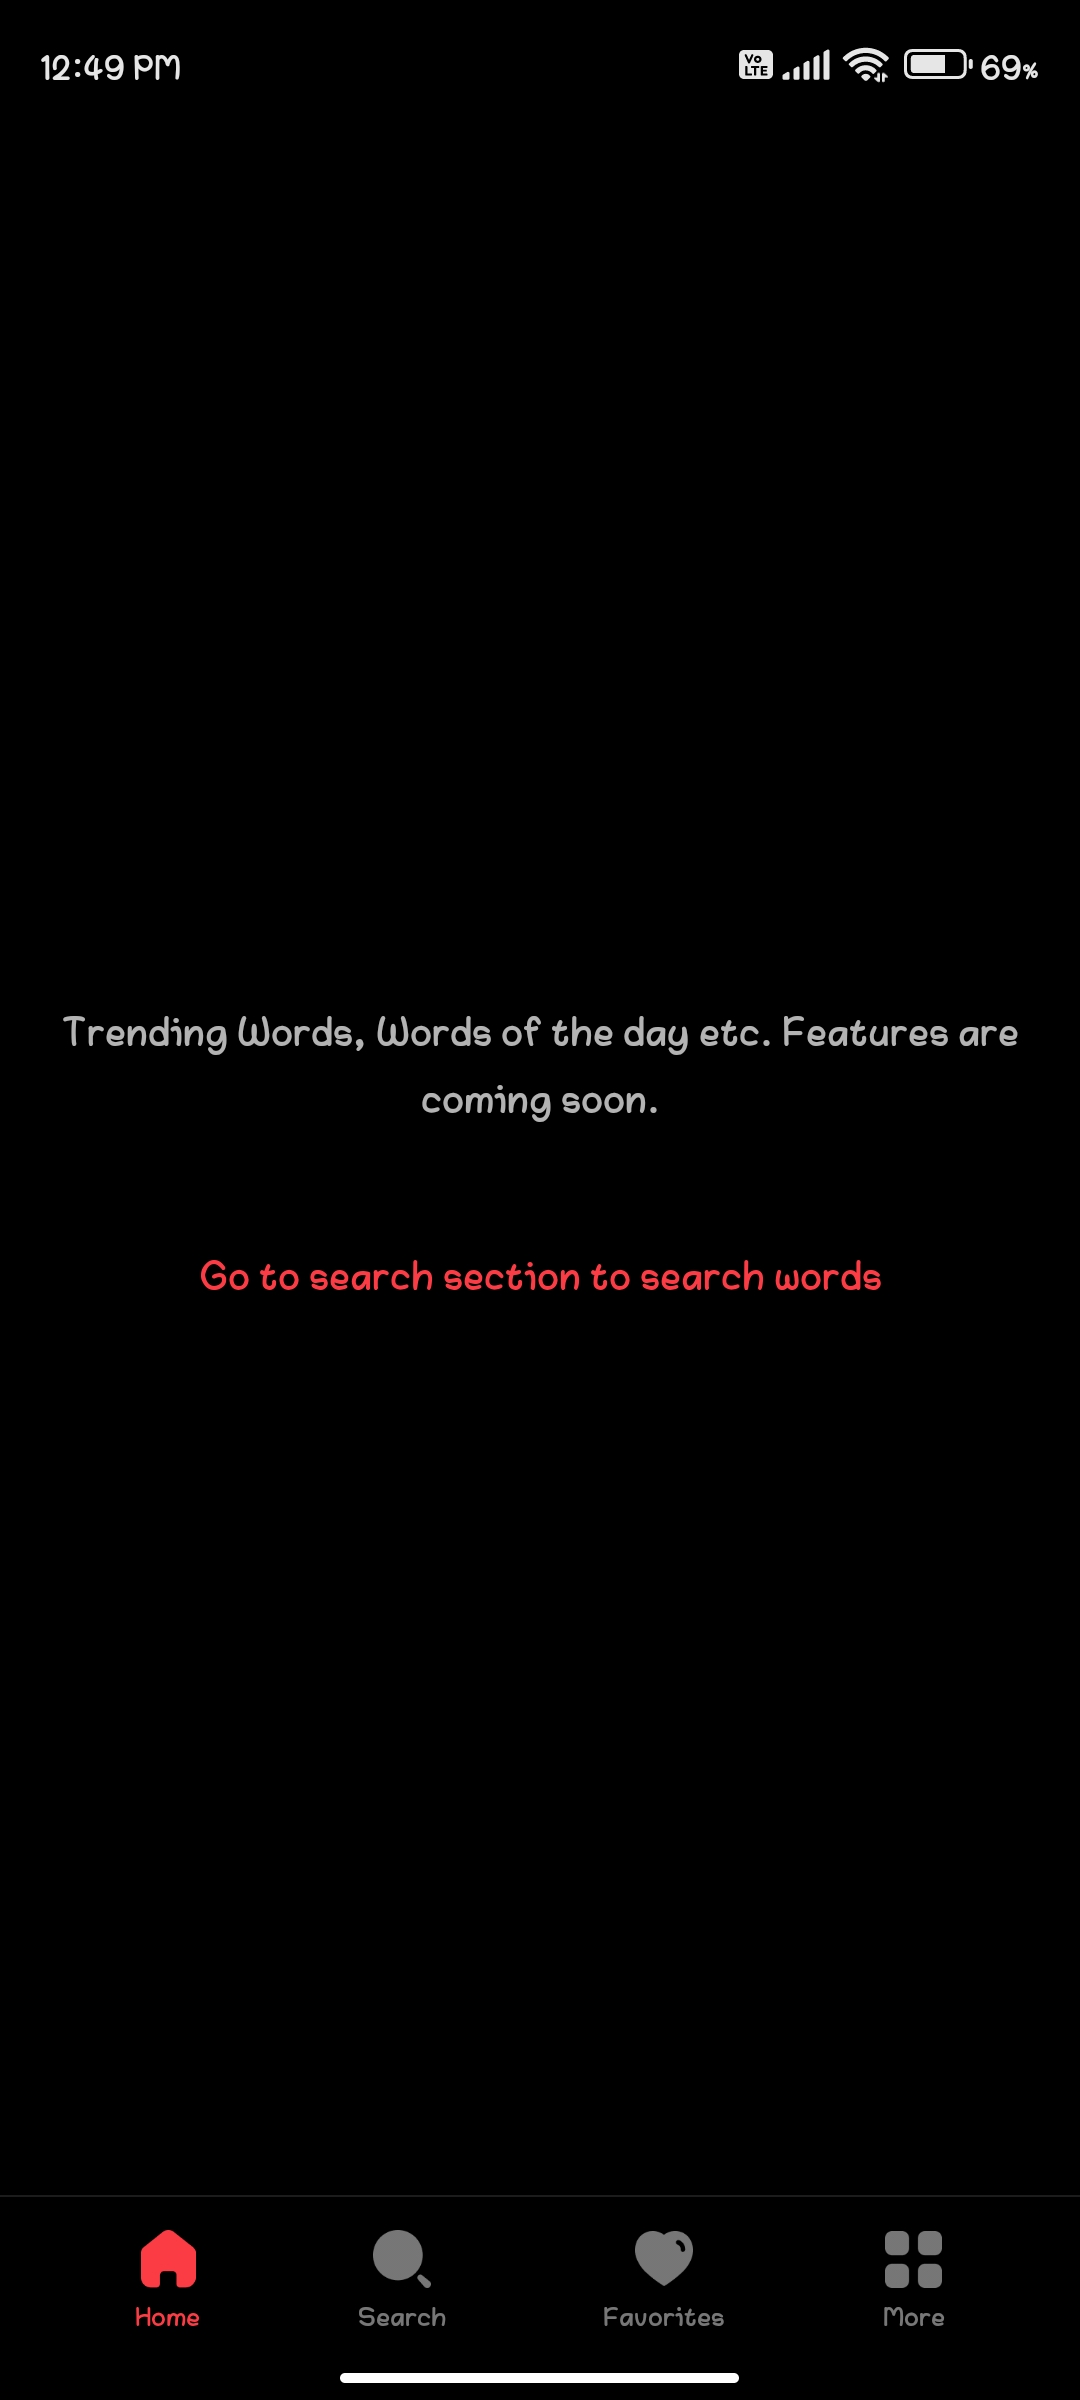 12:49 PM
Vo LTE
69%
Trending Words, Words of the day etc. Features are
coming soon.
Go to search section to search words
Home
Search
Favorites
More